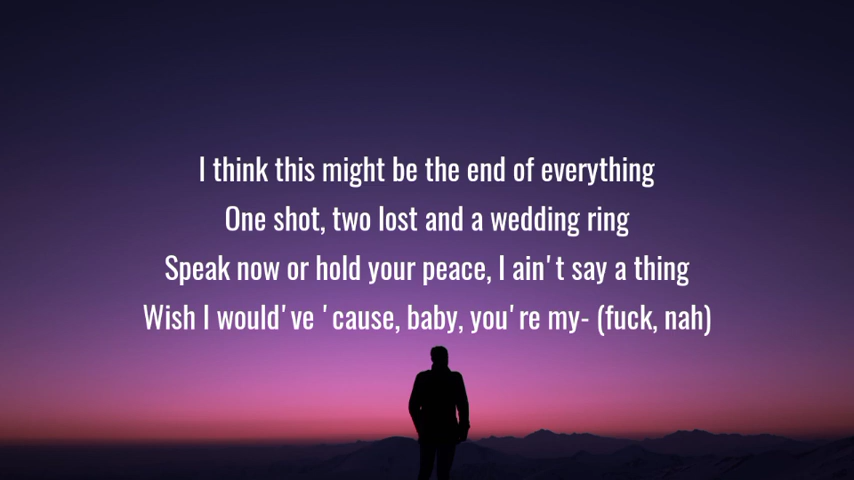 I think this might be the end of everything
One shot, two lost and a wedding ring
Speak now or hold your peace, I ain't say a thing
Wish I would've 'cause, baby, you're my- (fuck, nah)